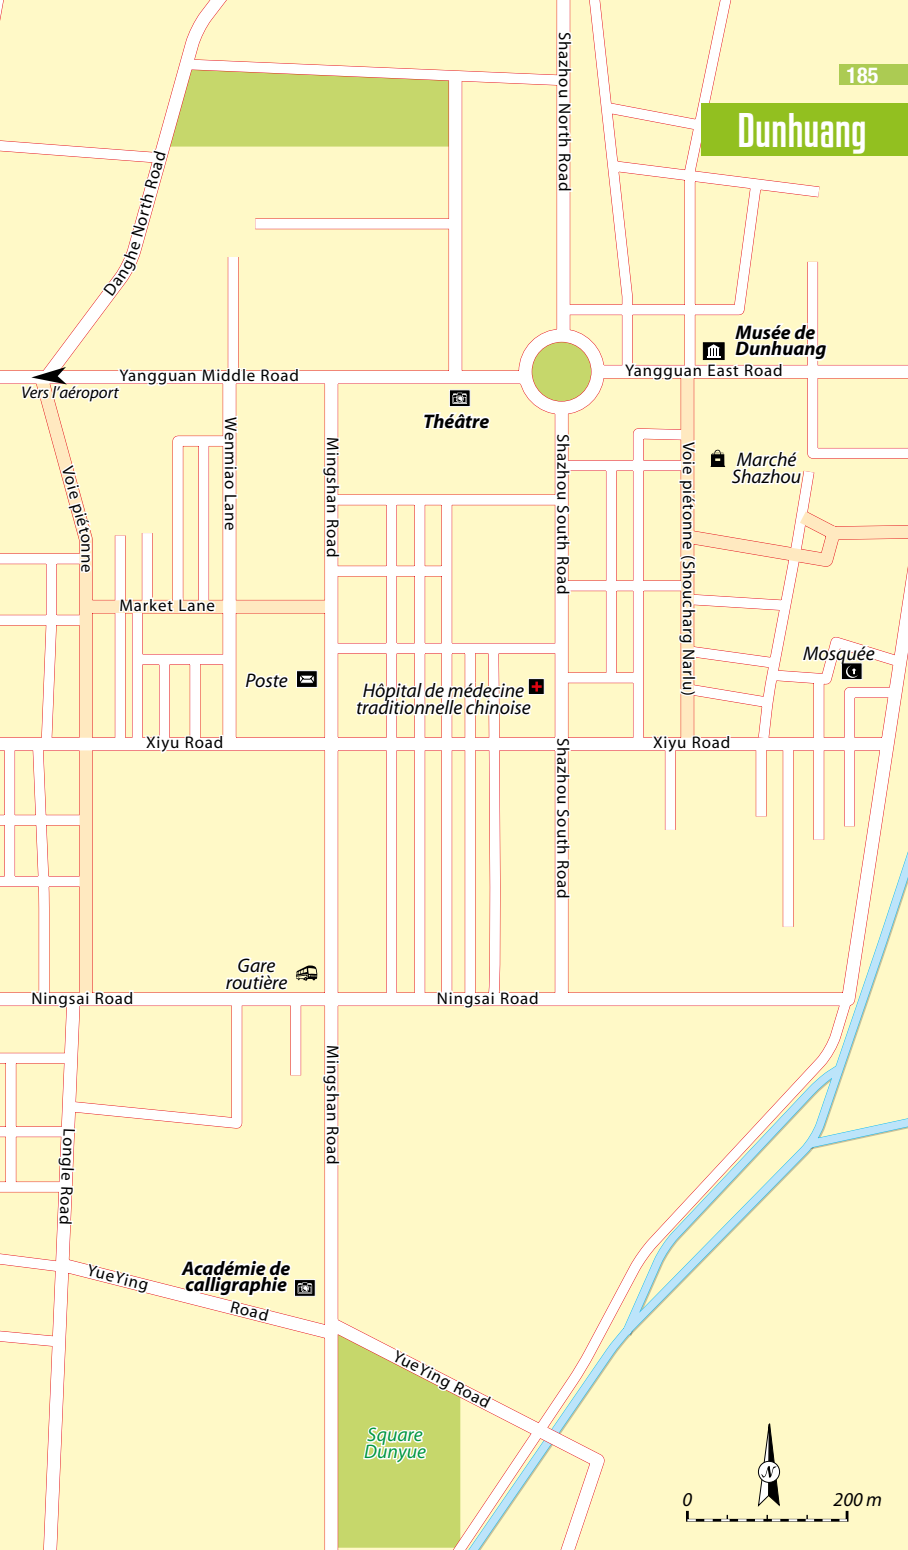 185
Dunhuang
Shazhou North Road
Danghe North Road
Musée de
Dunhuang
Yangguan Middle Road
Yangguan East Road
Vers l'aéroport
Théâtre
Wenmiao Lane
Mingshan Road
Shazhou South Road
Voie piétonne (Shoucharg Narlu)
Marché
Shazhou
Voie piétonne
Market Lane
Mosquée
Poste
Hôpital de médecine
traditionnelle chinoise
Xiyu Road
Xiyu Road
Shazhou South Road
Gare
routière
Ningsai Road
Ningsai Road
Mingshan Road
Longle Road
Académie de
calligraphie
YueYing
Road
YueYing Road
Square
Dunyue
N
0 200 m